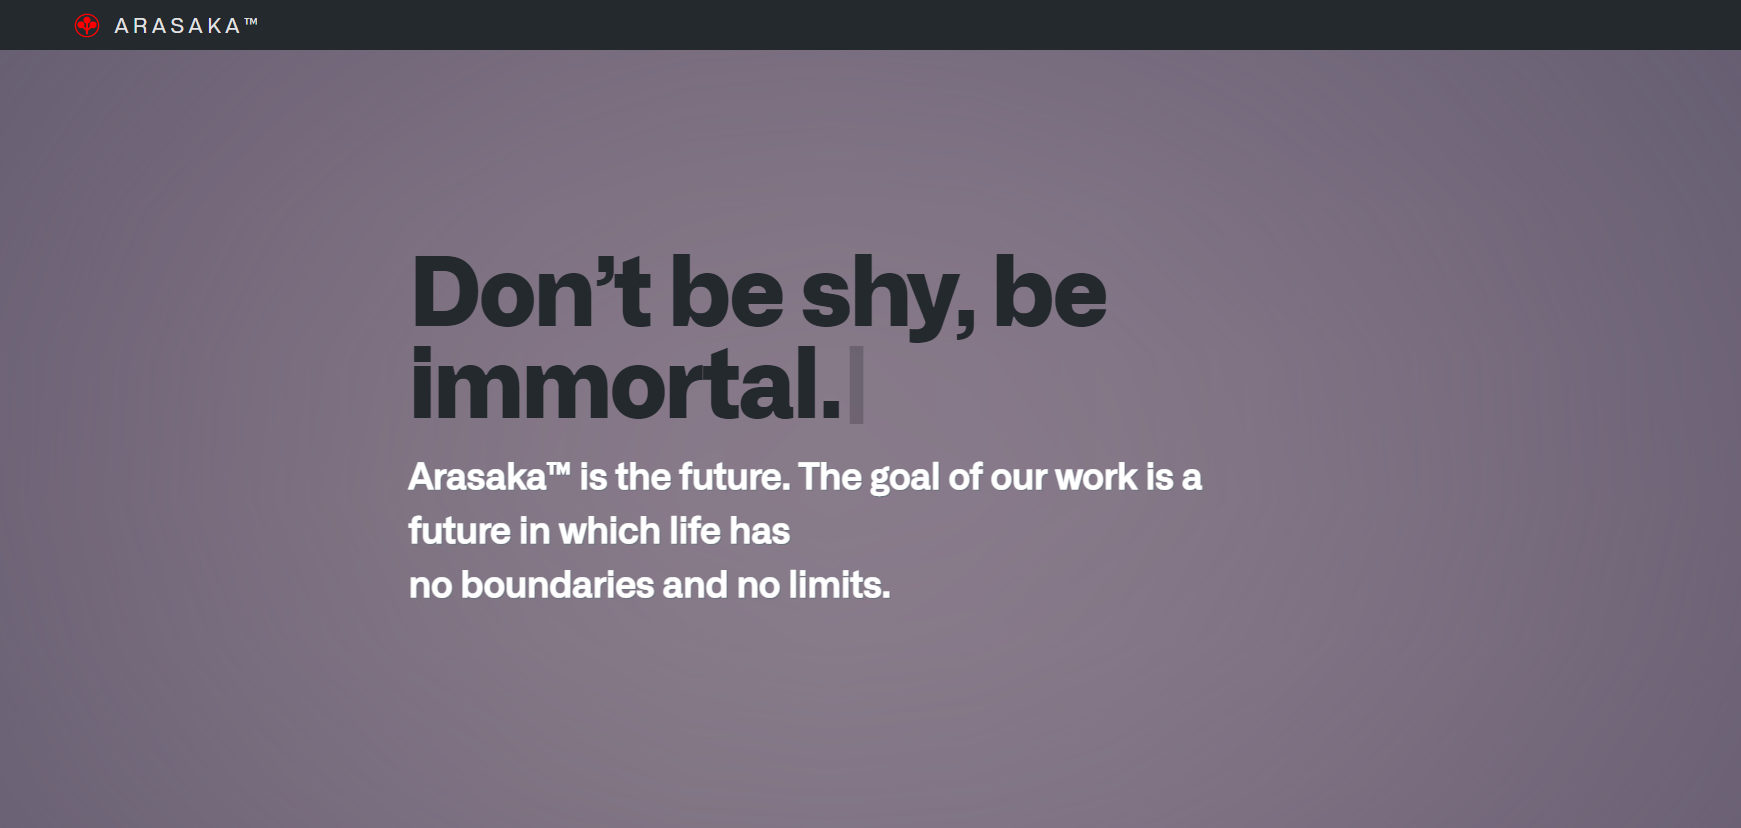 ARASAKA™
Don’t be shy, be
immortal.
Arasaka™ is the future. The goal of our work is a
future in which life has
no boundaries and no limits.